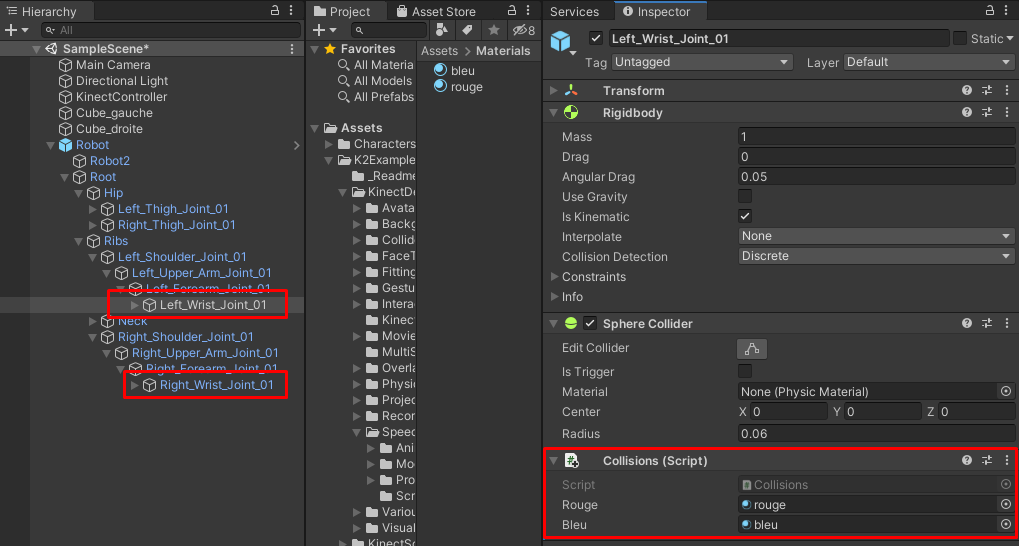 Hierarchy
All
SampleScene*
Main Camera
Directional Light
KinectController
Cube_gauche
Cube_droite
Robot
Robot2
Root
Hip
Left_Thigh_Joint_01
Right_Thigh_Joint_01
Ribs
Left_Shoulder_Joint_01
Left_Upper_Arm_Joint_01
Left_Forearm_Joint_01
Left_Wrist_Joint_01
Neck
Right_Shoulder_Joint_01
Right_Upper_Arm_Joint_01
Right_Forearm_Joint_01
Right_Wrist_Joint_01
Project
Asset Store
8
Favorites
All Materia
All Models
All Prefabs
Assets
Characters
K2Example
_Readme
KinectDe
Avata
Backg
Collide
FaceT
Fitting
Gestu
Intera
Kinec
Movie
MultiS
Overla
Physi
Projec
Recor
Speec
Ani
Mo
Pro
Scr
Variou
Visual
KinectSc
Assets > Materials
bleu
rouge
Services
Inspector
Left_Wrist_Joint_01
Static
Tag Untagged
Layer Default
Transform
Rigidbody
Mass 1
Drag 0
Angular Drag 0.05
Use Gravity
Is Kinematic
Interpolate None
Collision Detection Discrete
Constraints
Info
Sphere Collider
Edit Collider
Is Trigger
Material None (Physic Material)
Center X 0 Y 0 Z 0
Radius 0.06
Collisions (Script)
Script Collisions
Rouge rouge
Bleu bleu